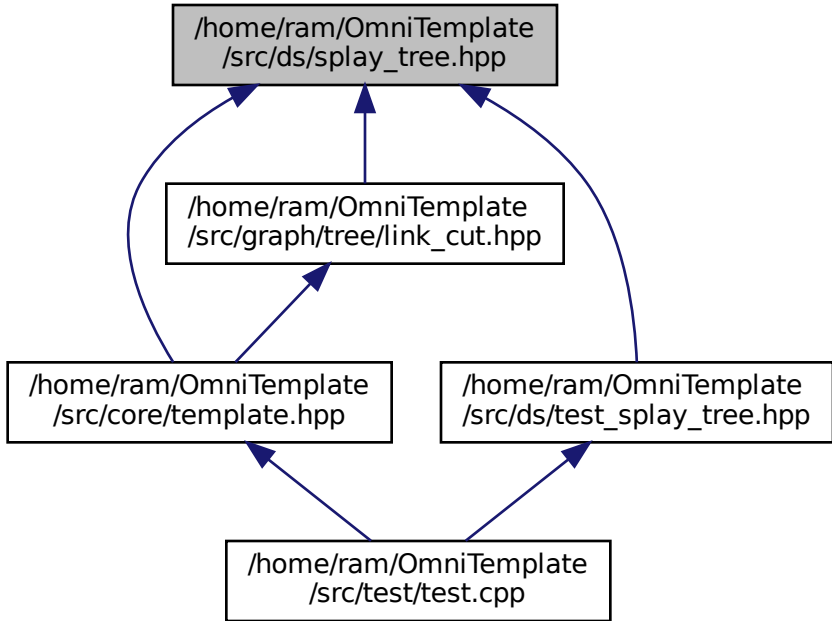 /home/ram/OmniTemplate
/src/ds/splay_tree.hpp
/home/ram/OmniTemplate
/src/graph/tree/link_cut.hpp
/home/ram/OmniTemplate
/src/core/template.hpp
/home/ram/OmniTemplate
/src/ds/test_splay_tree.hpp
/home/ram/OmniTemplate
/src/test/test.cpp